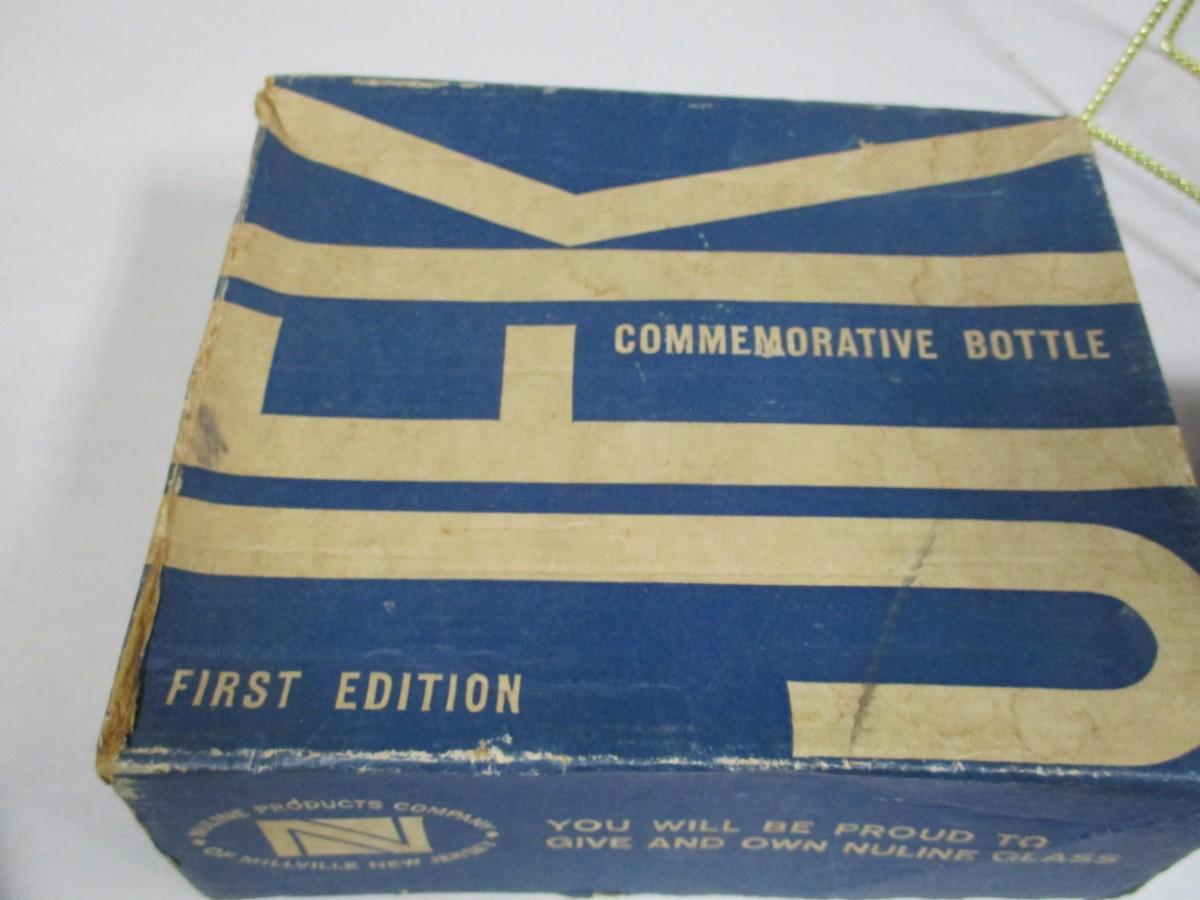 JFK
COMMEMORATIVE BOTTLE
FIRST EDITION
NULINE PRODUCTS COMPANY
N
OF MILLVILLE NEW JERSEY
YOU WILL BE PROUD TO
GIVE AND OWN NULINE GLASS